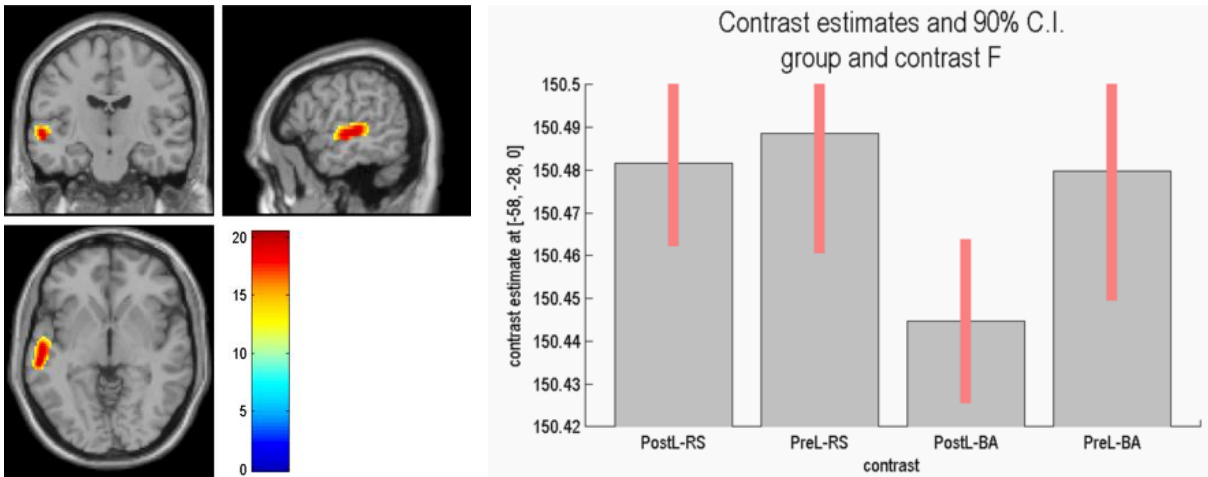 20
15
10
5
0
Contrast estimates and 90% C.I.
group and contrast F
contrast estimate at [-58, -28, 0]
150.5
150.49
150.48
150.47
150.46
150.45
150.44
150.43
150.42
PostL-RS PreL-RS PostL-BA PreL-BA
contrast